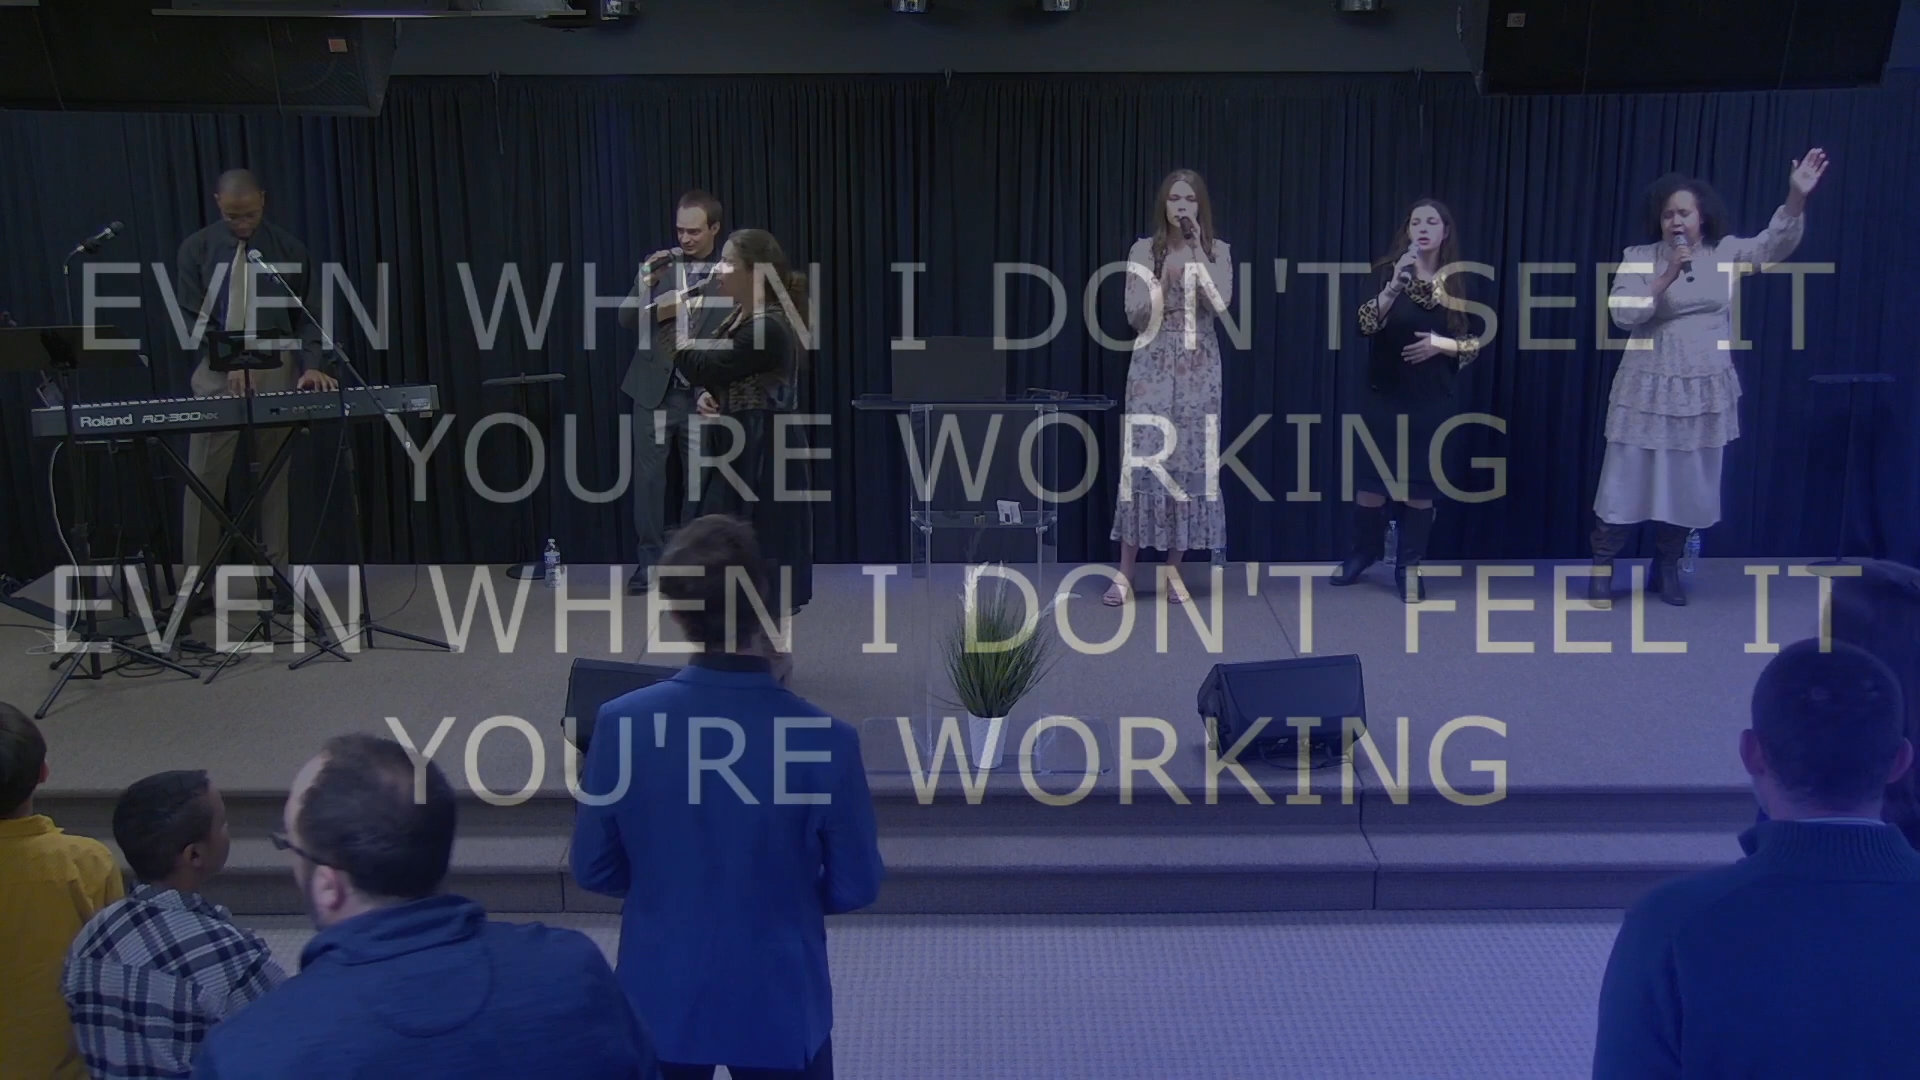 EVEN WHEN I DON'T SEE IT
YOU'RE WORKING
EVEN WHEN I DON'T FEEL IT
YOU'RE WORKING
Roland RD-300NX